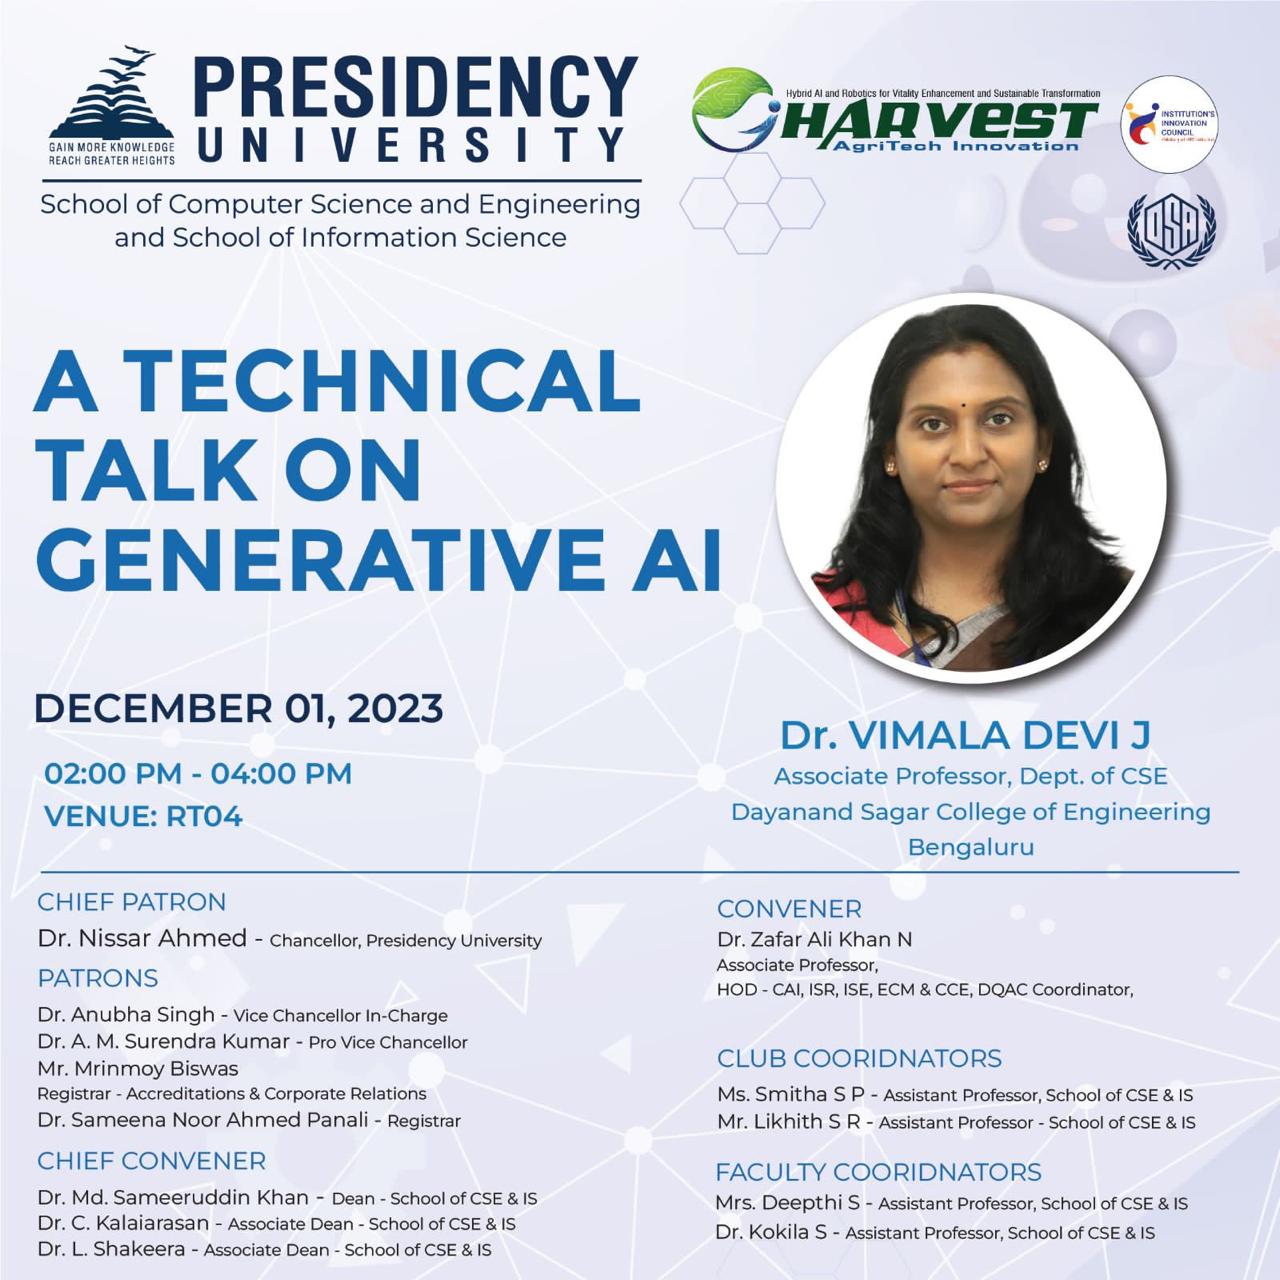 PRESIDENCY
UNIVERSITY
GAIN MORE KNOWLEDGE
REACH GREATER HEIGHTS
School of Computer Science and Engineering
and School of Information Science
Hybrid AI and Robotics for Vitality Enhancement and Sustainable Transformation
HARVEST
AgriTech Innovation
INSTITUTION'S
INNOVATION
COUNCIL
DSA
A TECHNICAL
TALK ON
GENERATIVE AI
DECEMBER 01, 2023
02:00 PM - 04:00 PM
VENUE: RT04
Dr. VIMALA DEVI J
Associate Professor, Dept. of CSE
Dayanand Sagar College of Engineering
Bengaluru
CHIEF PATRON
Dr. Nissar Ahmed - Chancellor, Presidency University
PATRONS
Dr. Anubha Singh - Vice Chancellor In-Charge
Dr. A. M. Surendra Kumar - Pro Vice Chancellor
Mr. Mrinmoy Biswas
Registrar - Accreditations & Corporate Relations
Dr. Sameena Noor Ahmed Panali - Registrar
CHIEF CONVENER
Dr. Md. Sameeruddin Khan - Dean - School of CSE & IS
Dr. C. Kalaiarasan - Associate Dean - School of CSE & IS
Dr. L. Shakeera - Associate Dean - School of CSE & IS
CONVENER
Dr. Zafar Ali Khan N
Associate Professor,
HOD - CAI, ISR, ISE, ECM & CCE, DQAC Coordinator,
CLUB COORIDNATORS
Ms. Smitha S P - Assistant Professor, School of CSE & IS
Mr. Likhith S R - Assistant Professor - School of CSE & IS
FACULTY COORIDNATORS
Mrs. Deepthi S - Assistant Professor, School of CSE & IS
Dr. Kokila S - Assistant Professor, School of CSE & IS